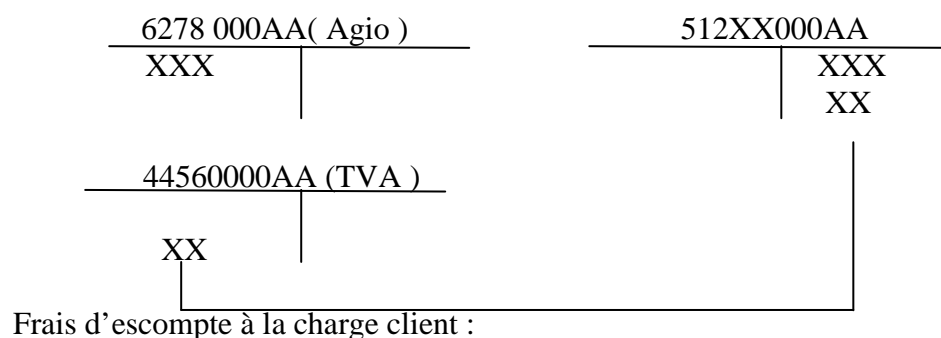 6278 000AA( Agio ) 512XX000AA
XXX XXX
XX
44560000AA (TVA )
XX
Frais d’escompte à la charge client :